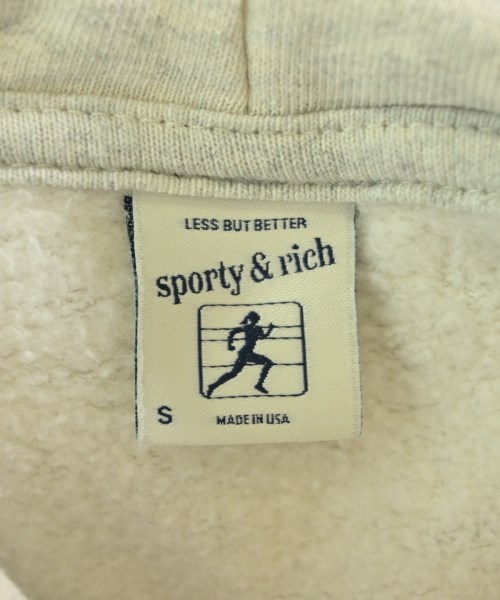 LESS BUT BETTER
sporty & rich
S
MADE IN USA